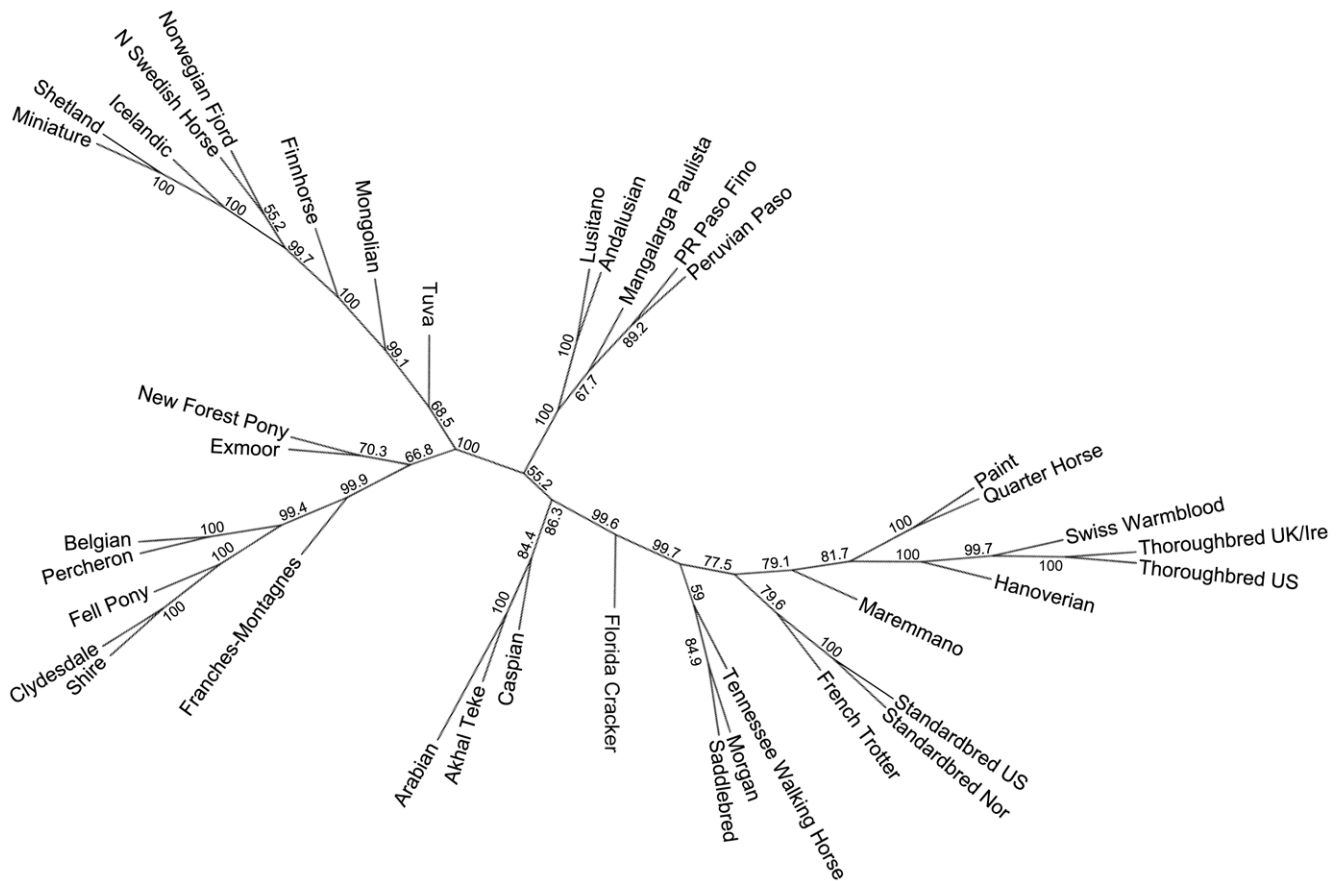 Norwegian Fjord
N Swedish Horse
Shetland
Miniature
Icelandic
Finnhorse
Mongolian
Tuva
100
100
55.2
99.7
100
99.1
68.5
Lusitano
Andalusian
Mangalarga Paulista
PR Paso Fino
Peruvian Paso
100
89.2
67.7
100
New Forest Pony
Exmoor
70.3
66.8
100
99.9
99.4
Belgian
Percheron
100
100
Fell Pony
100
Clydesdale
Shire
Franches-Montagnes
55.2
86.3
84.4
100
Arabian
Akhal Teke
Caspian
99.6
Florida Cracker
99.7
59
84.9
Tennessee Walking Horse
Morgan
Saddlebred
77.5
79.6
100
French Trotter
Standardbred US
Standardbred Nor
79.1
Maremmano
81.7
100
Paint
Quarter Horse
100
Hanoverian
99.7
Swiss Warmblood
100
Thoroughbred UK/Ire
Thoroughbred US